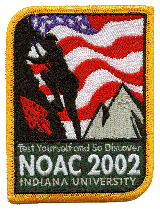 Test Yourself and So Discover
NOAC 2002
INDIANA UNIVERSITY